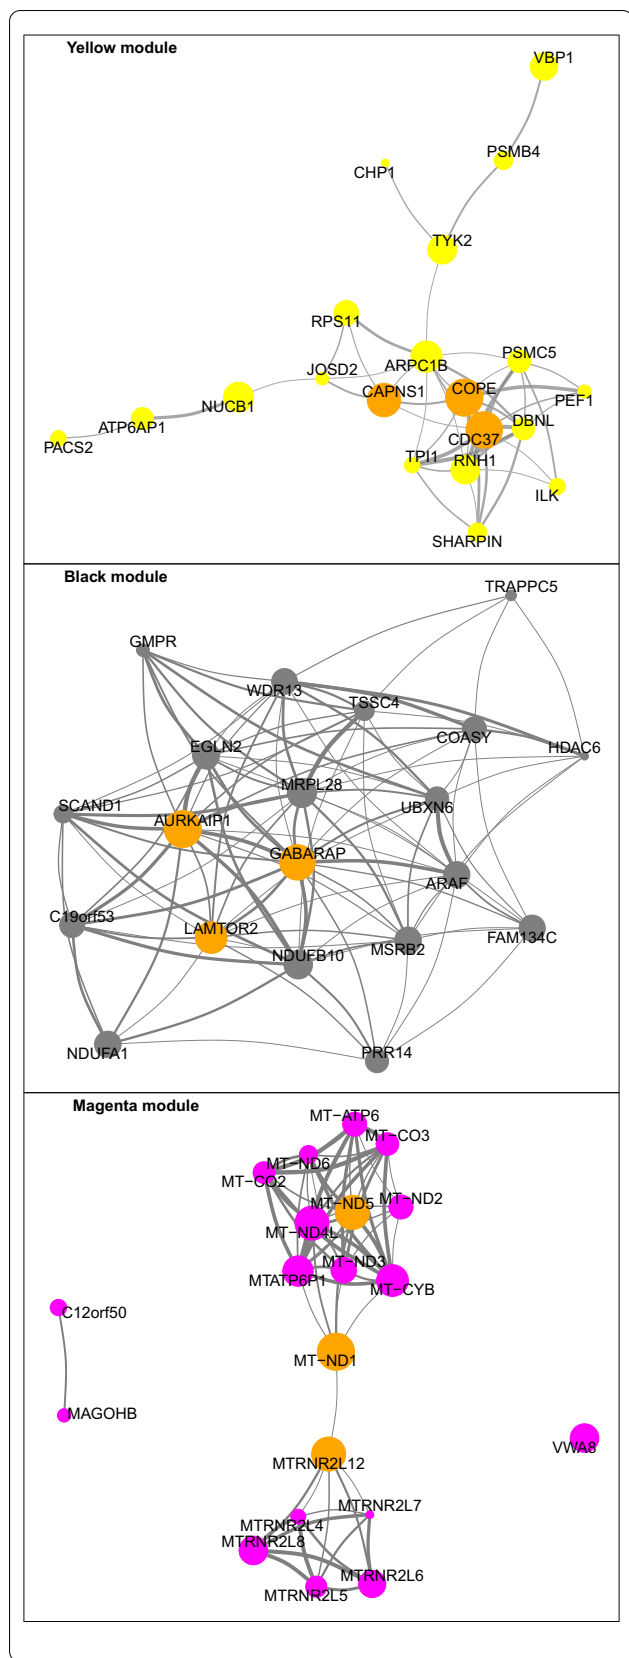 Yellow module
VBP1
PSMB4
CHP1
TYK2
RPS11
ARPC1B
PSMC5
JOSD2
CAPNS1
COPE
PEF1
NUCB1
DBNL
ATP6AP1
CDC37
PACS2
TPI1
RNH1
ILK
SHARPIN
Black module
TRAPPC5
GMPR
WDR13
TSSC4
COASY
EGLN2
HDAC6
MRPL28
SCAND1
UBXN6
AURKAIP1
GABARAP
ARAF
C19orf53
LAMTOR2
FAM134C
MSRB2
NDUFB10
NDUFA1
PRR14
Magenta module
MT−ATP6
MT−CO3
MT−ND6
MT−CO2
MT−ND2
MT−ND5
MT−ND4L
MT−ND3
MTATP6P1
MT−CYB
C12orf50
MT−ND1
MAGOHB
VWA8
MTRNR2L12
MTRNR2L7
MTRNR2L4
MTRNR2L8
MTRNR2L6
MTRNR2L5